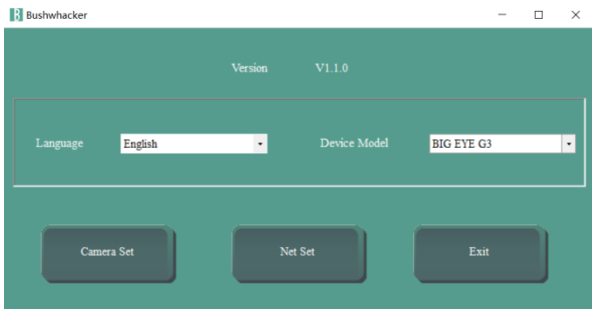 Bushwhacker
Version V1.1.0
Language English Device Model BIG EYE G3
Camera Set Net Set Exit